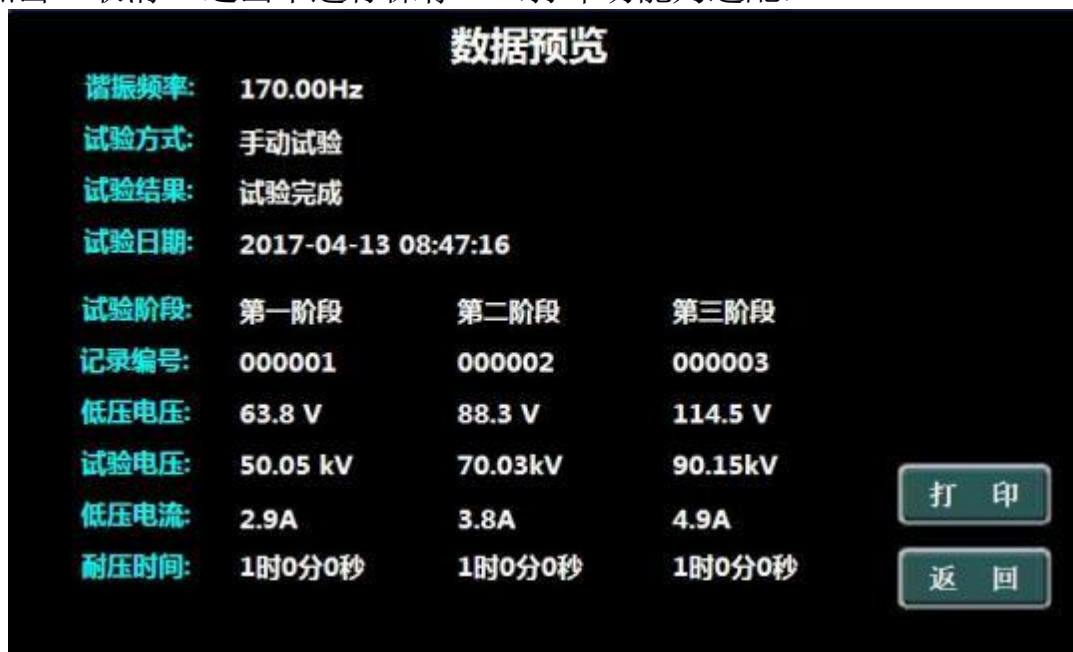 数据预览
谐振频率: 170.00Hz
试验方式: 手动试验
试验结果: 试验完成
试验日期: 2017-04-13 08:47:16
试验阶段: 第一阶段 第二阶段 第三阶段
记录编号: 000001 000002 000003
低压电压: 63.8 V 88.3 V 114.5 V
试验电压: 50.05 kV 70.03kV 90.15kV
低压电流: 2.9A 3.8A 4.9A
耐压时间: 1时0分0秒 1时0分0秒 1时0分0秒
打 印
返 回